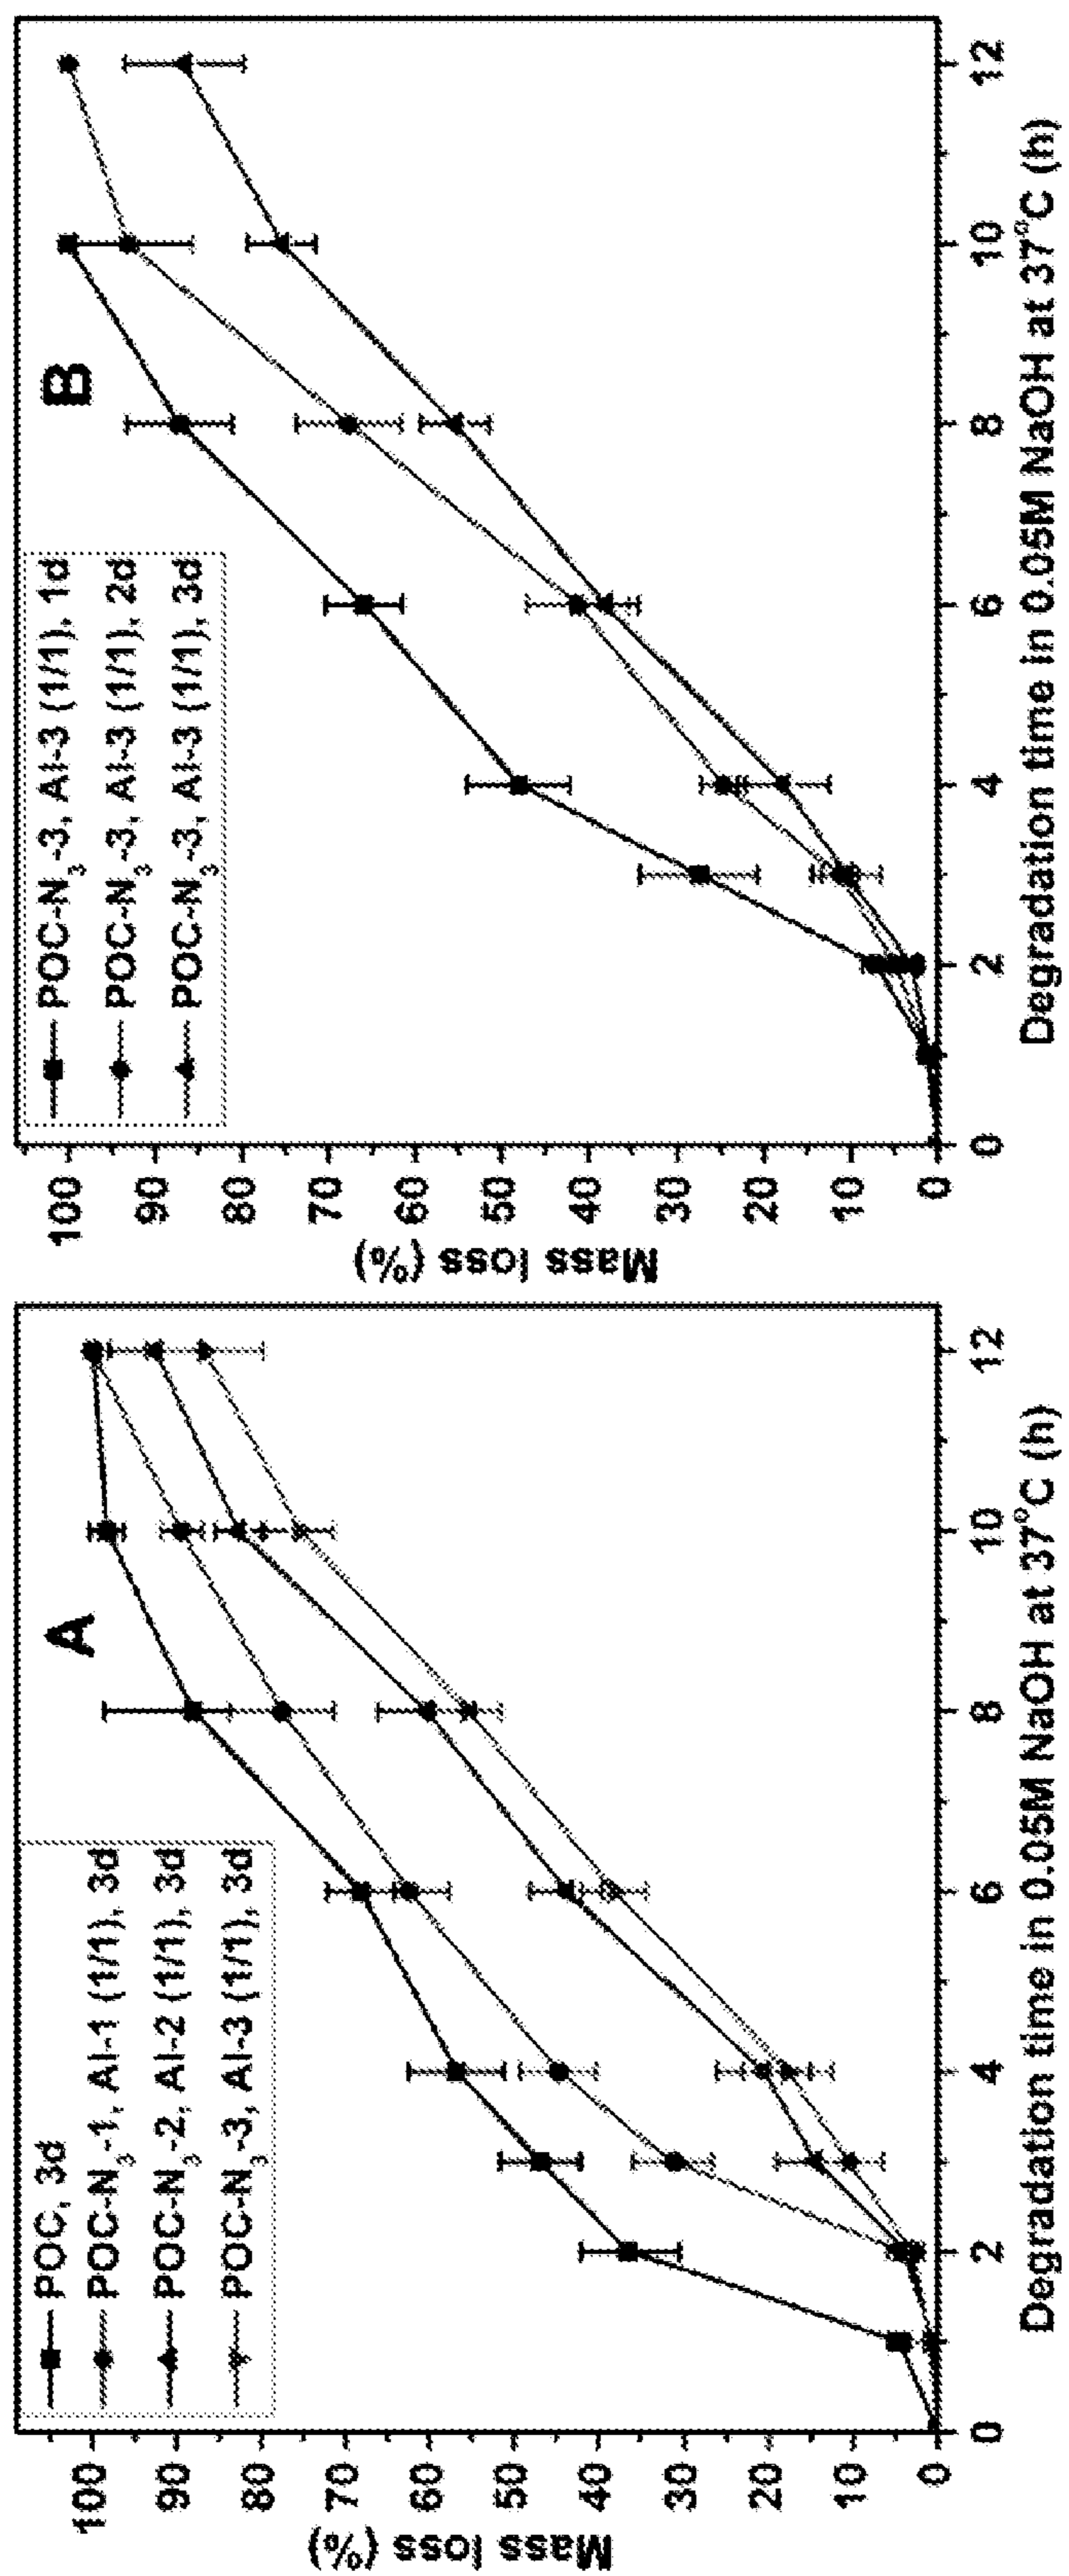 A
POC, 3d
POC-N3-1, Al-1 (1/1), 3d
POC-N3-2, Al-2 (1/1), 3d
POC-N3-3, Al-3 (1/1), 3d
Mass loss (%)
100
90
80
70
60
50
40
30
20
10
0
0 2 4 6 8 10 12
Degradation time in 0.05M NaOH at 37°C (h)
B
POC-N3-3, Al-3 (1/1), 1d
POC-N3-3, Al-3 (1/1), 2d
POC-N3-3, Al-3 (1/1), 3d
Mass loss (%)
100
90
80
70
60
50
40
30
20
10
0
0 2 4 6 8 10 12
Degradation time in 0.05M NaOH at 37°C (h)